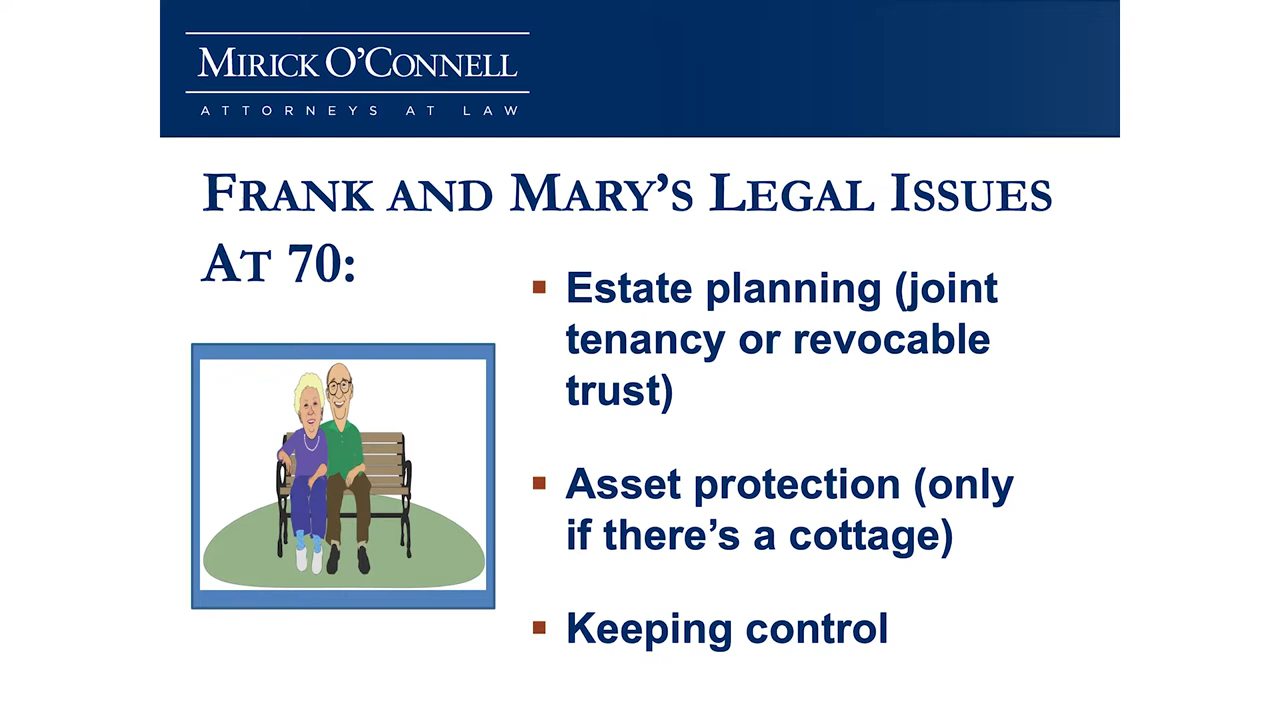 MIRICK O'CONNELL
ATTORNEYS AT LAW
FRANK AND MARY'S LEGAL ISSUES
AT 70:
▪ Estate planning (joint
tenancy or revocable
trust)
▪ Asset protection (only
if there's a cottage)
▪ Keeping control